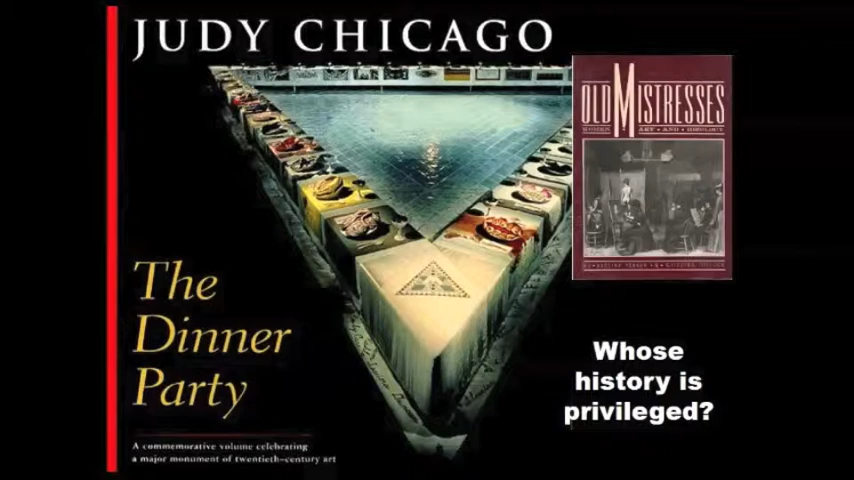 JUDY CHICAGO
The
Dinner
Party
A commemorative volume celebrating
a major monument of twentieth-century art
OLD MISTRESSES
WOMEN ART • AND • IDEOLOGY
Whose
history is
privileged?